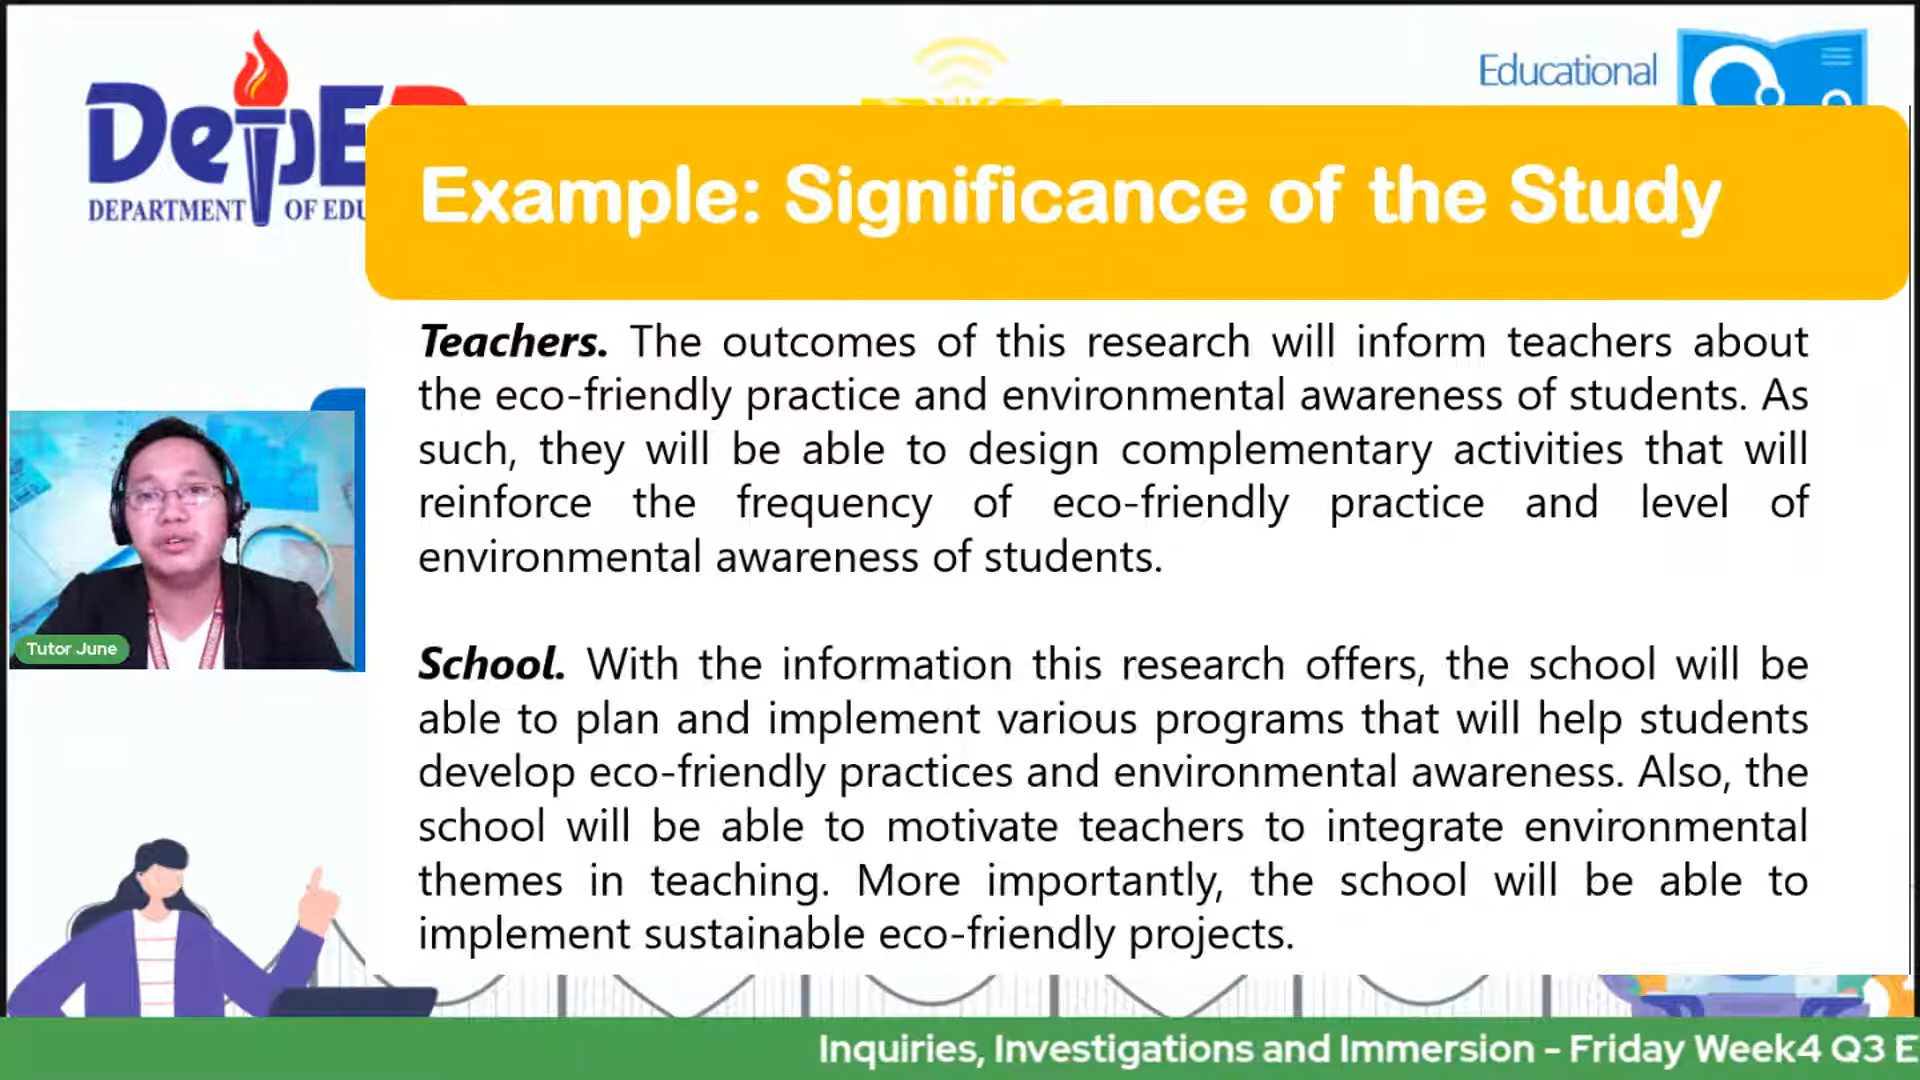 DepE
DEPARTMENT OF EDU
Educational
Example: Significance of the Study
Teachers. The outcomes of this research will inform teachers about
the eco-friendly practice and environmental awareness of students. As
such, they will be able to design complementary activities that will
reinforce the frequency of eco-friendly practice and level of
environmental awareness of students.
School. With the information this research offers, the school will be
able to plan and implement various programs that will help students
develop eco-friendly practices and environmental awareness. Also, the
school will be able to motivate teachers to integrate environmental
themes in teaching. More importantly, the school will be able to
implement sustainable eco-friendly projects.
Tutor June
Inquiries, Investigations and Immersion - Friday Week4 Q3 E